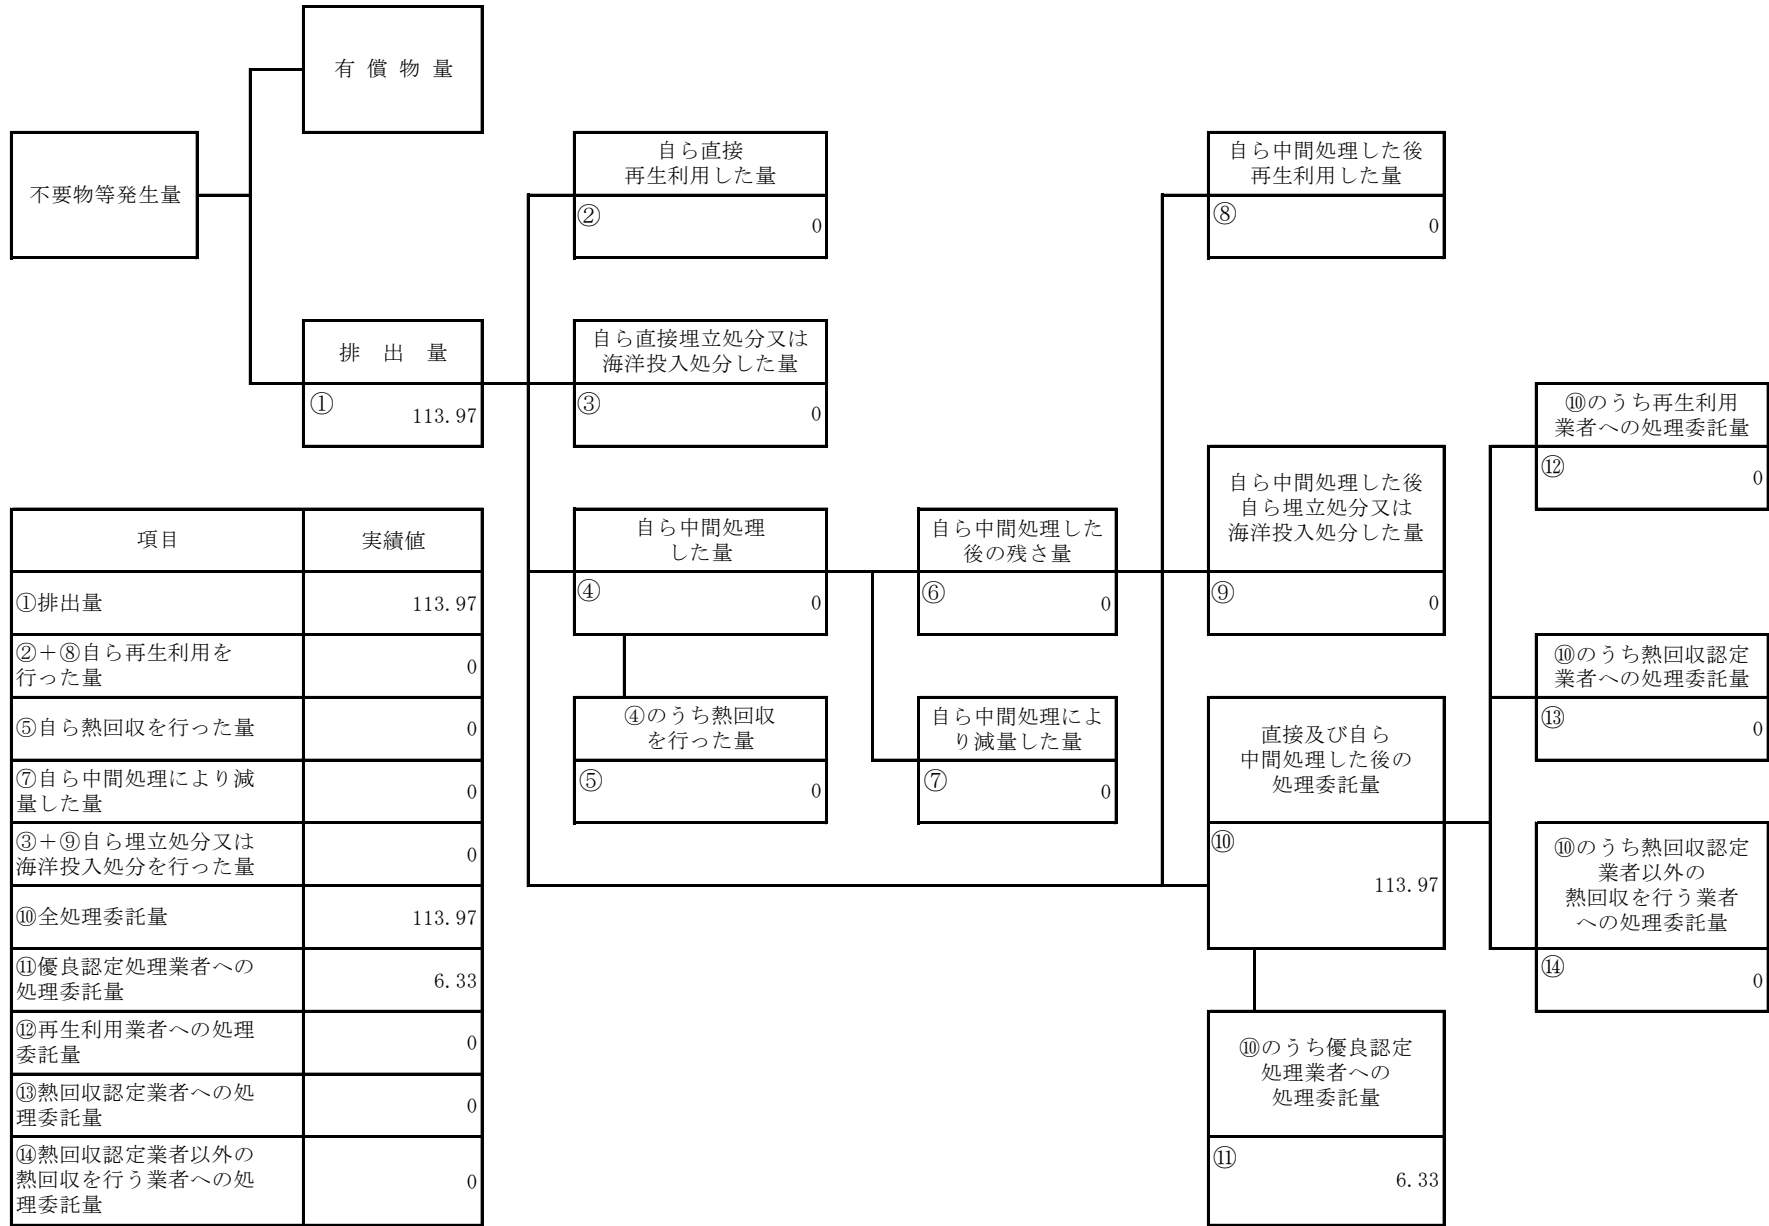 有 償 物 量
不要物等発生量
自ら直接
再生利用した量
②
0
自ら中間処理した後
再生利用した量
⑧
0
排 出 量
①
113.97
自ら直接埋立処分又は
海洋投入処分した量
③
0
⑩のうち再生利用
業者への処理委託量
⑫
0
自ら中間処理
した量
④
0
自ら中間処理した
後の残さ量
⑥
0
自ら中間処理した後
自ら埋立処分又は
海洋投入処分した量
⑨
0
⑩のうち熱回収認定
業者への処理委託量
⑬
0
④のうち熱回収
を行った量
⑤
0
自ら中間処理によ
り減量した量
⑦
0
直接及び自ら
中間処理した後の
処理委託量
⑩
113.97
⑩のうち熱回収認定
業者以外の
熱回収を行う業者
への処理委託量
⑭
0
⑩のうち優良認定
処理業者への
処理委託量
⑪
6.33
項目 実績値
①排出量 113.97
②＋⑧自ら再生利用を
行った量 0
⑤自ら熱回収を行った量 0
⑦自ら中間処理により減
量した量 0
③＋⑨自ら埋立処分又は
海洋投入処分を行った量 0
⑩全処理委託量 113.97
⑪優良認定処理業者への
処理委託量 6.33
⑫再生利用業者への処理
委託量 0
⑬熱回収認定業者への処
理委託量 0
⑭熱回収認定業者以外の
熱回収を行う業者への処
理委託量 0